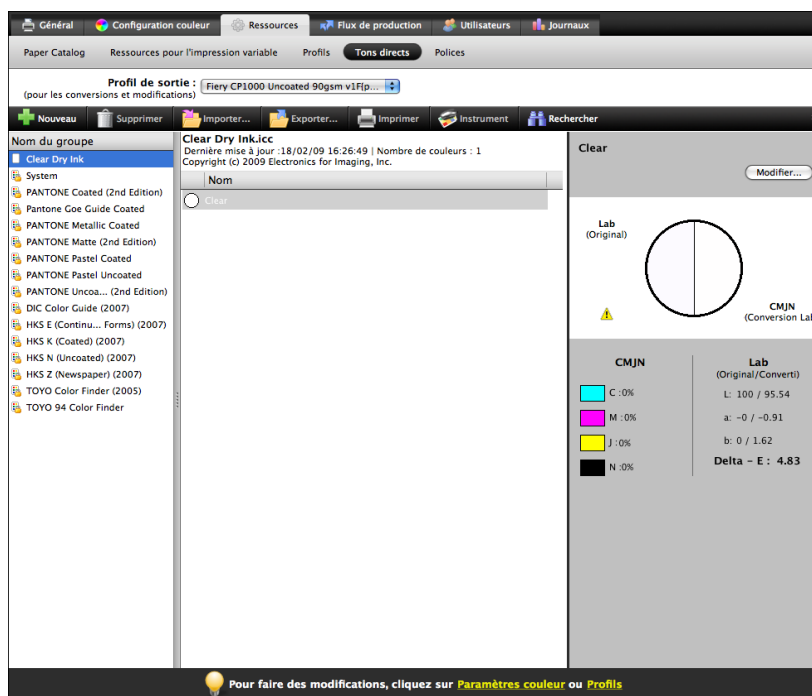 Général Configuration couleur Ressources Flux de production Utilisateurs Journaux
Paper Catalog Ressources pour l'impression variable Profils Tons directs Polices
Profil de sortie : Fiery CP1000 Uncoated 90gsm v1F(p...
(pour les conversions et modifications)
Nouveau Supprimer Importer... Exporter... Imprimer Instrument Rechercher
Nom du groupe
Clear Dry Ink
System
PANTONE Coated (2nd Edition)
Pantone Goe Guide Coated
PANTONE Metallic Coated
PANTONE Matte (2nd Edition)
PANTONE Pastel Coated
PANTONE Pastel Uncoated
PANTONE Uncoa... (2nd Edition)
DIC Color Guide (2007)
HKS E (Continu... Forms) (2007)
HKS K (Coated) (2007)
HKS N (Uncoated) (2007)
HKS Z (Newspaper) (2007)
TOYO Color Finder (2005)
TOYO 94 Color Finder
Clear Dry Ink.icc
Dernière mise à jour :18/02/09 16:26:49 | Nombre de couleurs : 1
Copyright (c) 2009 Electronics for Imaging, Inc.
Nom
Clear
Clear
Modifier...
Lab
(Original)
CMJN
(Conversion Lab
CMJN
C :0%
M :0%
J :0%
N :0%
Lab
(Original/Converti)
L: 100 / 95.54
a: -0 / -0.91
b: 0 / 1.62
Delta - E : 4.83
Pour faire des modifications, cliquez sur Paramètres couleur ou Profils